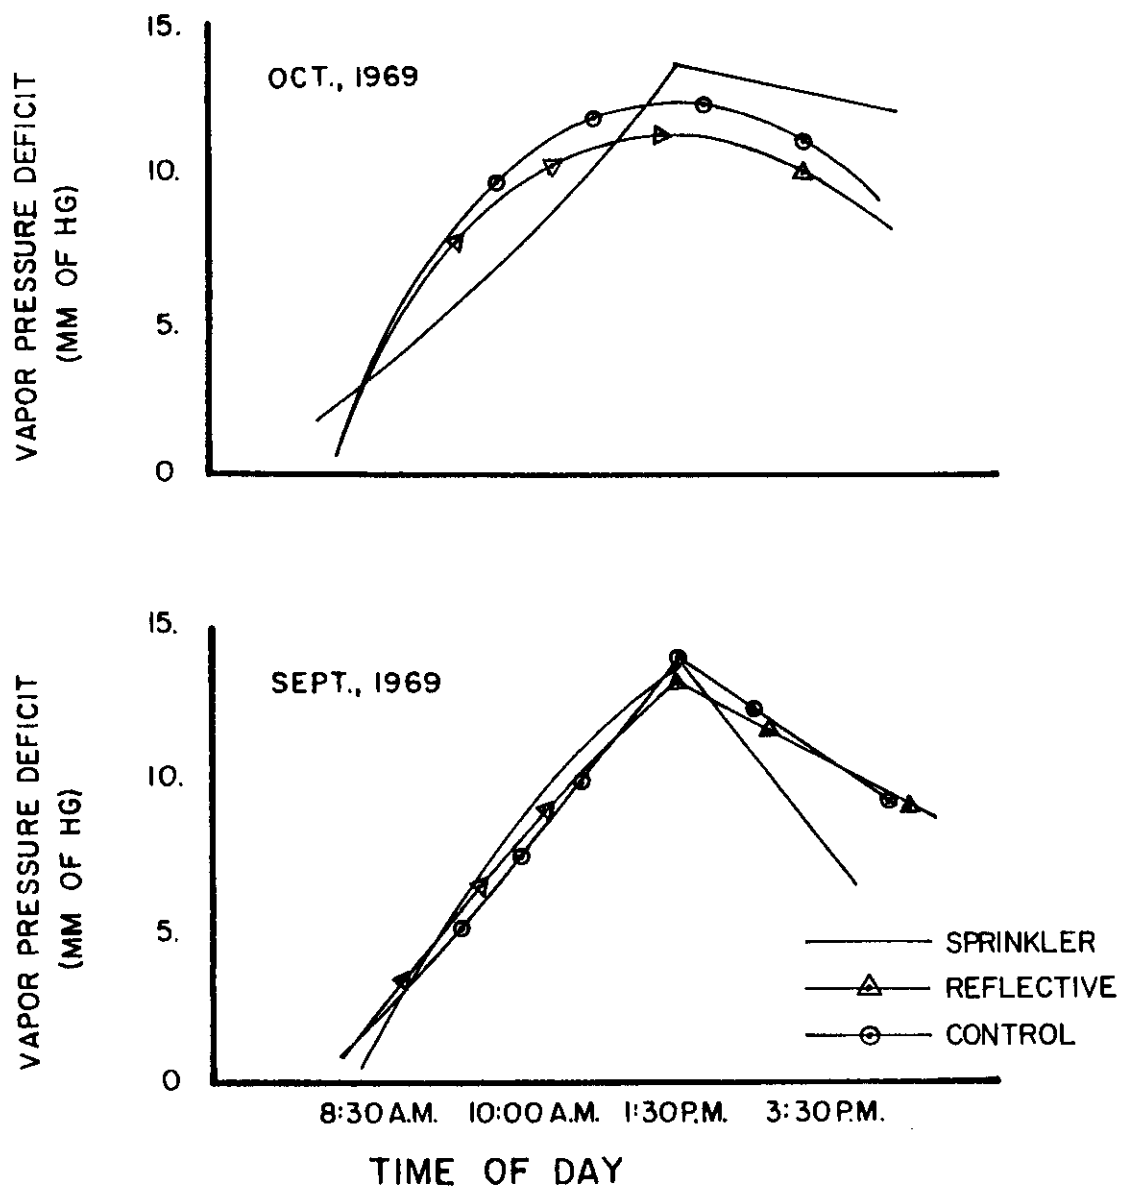 15.
OCT., 1969
10.
5.
0
VAPOR PRESSURE DEFICIT
(MM OF HG)
15.
SEPT., 1969
10.
5.
0
VAPOR PRESSURE DEFICIT
(MM OF HG)
SPRINKLER
REFLECTIVE
CONTROL
8:30 A.M. 10:00 A.M. 1:30 P.M. 3:30 P.M.
TIME OF DAY